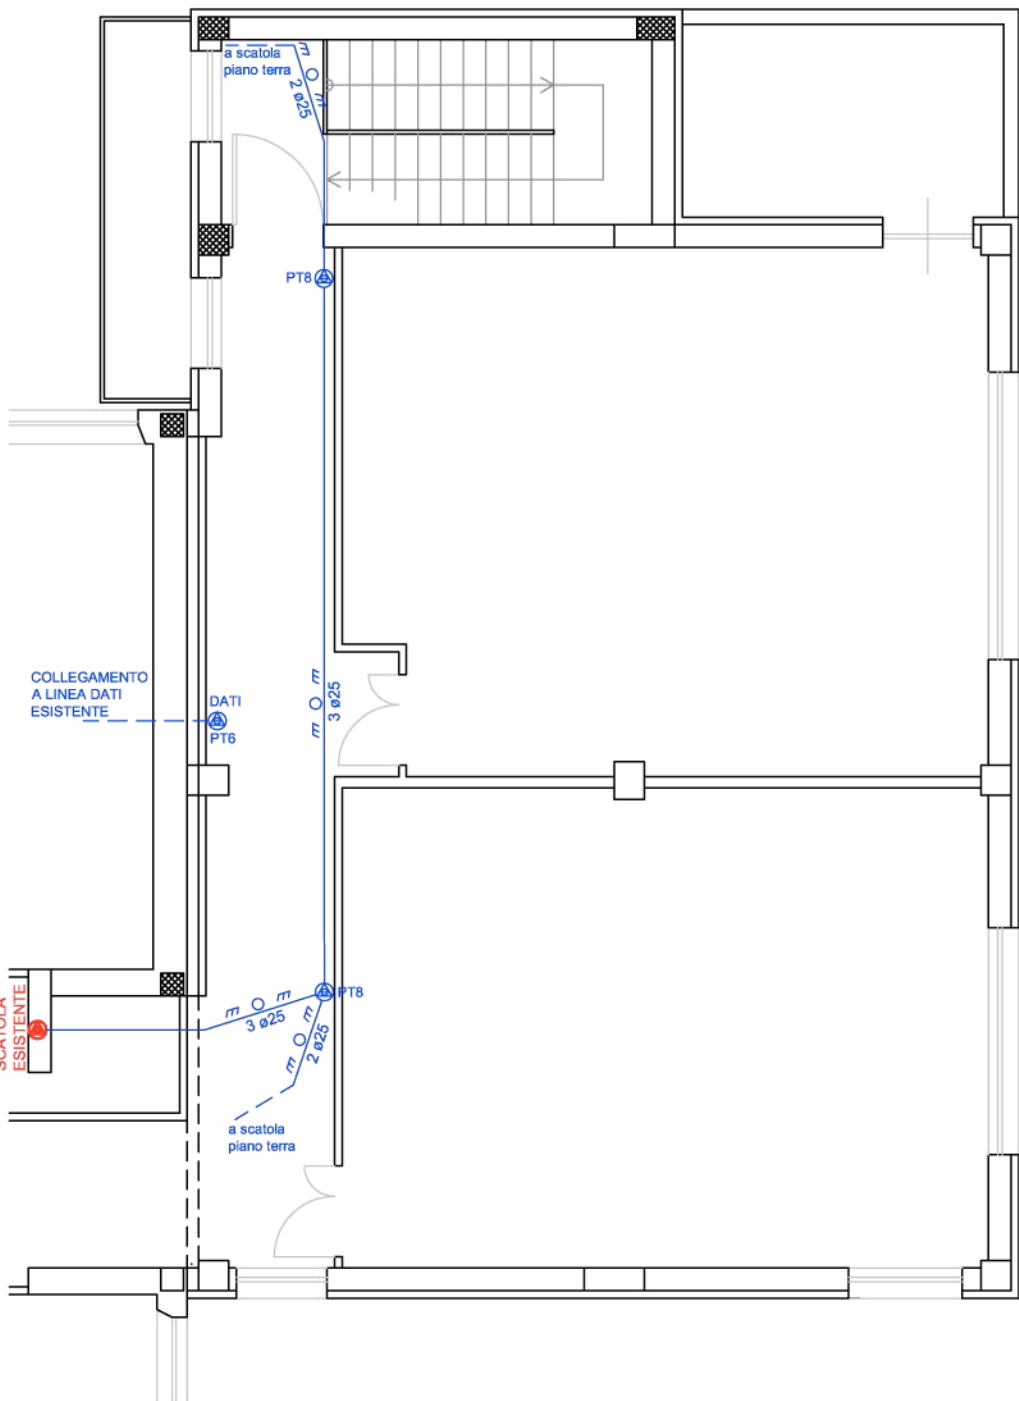 a scatola
piano terra
E
E
2 ø25
PT8
COLLEGAMENTO
A LINEA DATI
ESISTENTE
DATI
PT6
E
E
3 ø25
PT8
E
E
3 ø25
E
E
2 ø25
SCATOLA
ESISTENTE
a scatola
piano terra